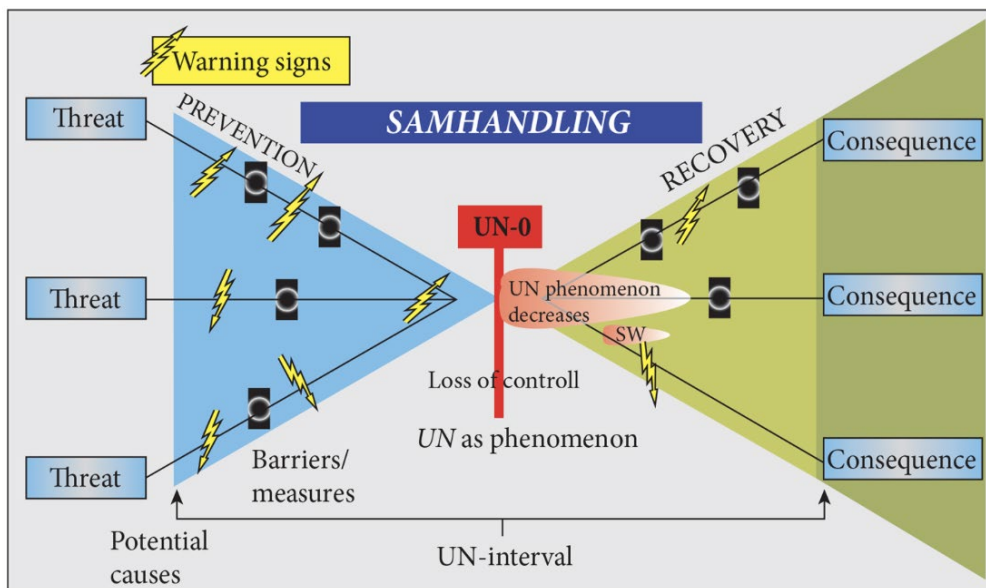 Warning signs
Threat
PREVENTION
SAMHANDLING
RECOVERY
Consequence
UN-0
Threat
UN phenomenon
decreases
Consequence
SW
Loss of controll
UN as phenomenon
Threat
Barriers/
measures
Consequence
Potential
causes
UN-interval